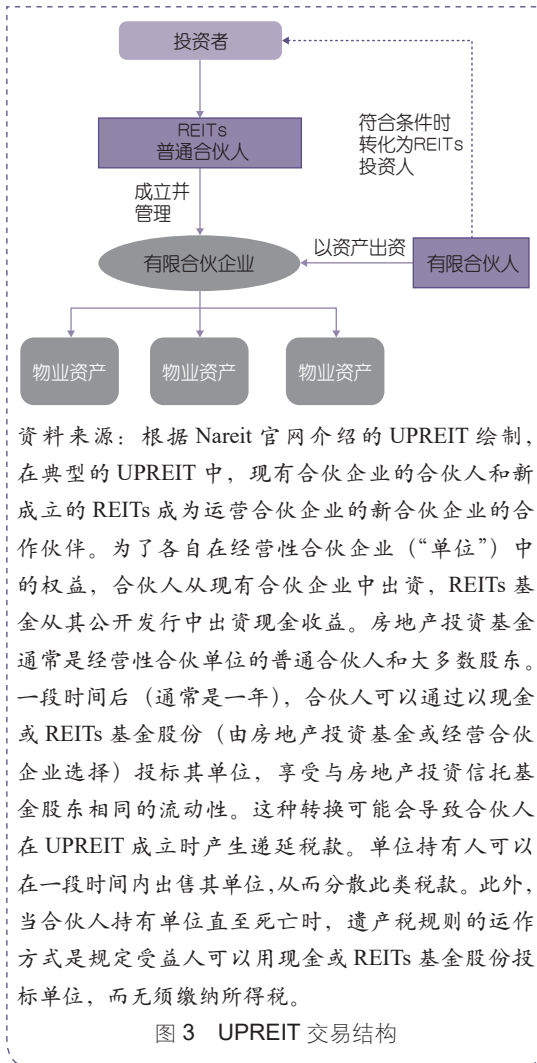 投资者
REITs
普通合伙人
符合条件时
转化为REITs
投资人
成立并
管理
有限合伙企业
以资产出资
有限合伙人
物业资产
物业资产
物业资产
资料来源：根据 Nareit 官网介绍的 UPREIT 绘制，
在典型的 UPREIT 中，现有合伙企业的合伙人和新
成立的 REITs 成为运营合伙企业的新合伙企业的合
作伙伴。为了各自在经营性合伙企业（“单位”）中
的权益，合伙人从现有合伙企业中出资，REITs 基
金从其公开发行中出资现金收益。房地产投资基金
通常是经营性合伙单位的普通合伙人和大多数股东。
一段时间后（通常是一年），合伙人可以通过以现金
或 REITs 基金股份（由房地产投资基金或经营合伙
企业选择）投标其单位，享受与房地产投资信托基
金股东相同的流动性。这种转换可能会导致合伙人
在 UPREIT 成立时产生递延税款。单位持有人可以
在一段时间内出售其单位,从而分散此类税款。此外，
当合伙人持有单位直至死亡时，遗产税规则的运作
方式是规定受益人可以用现金或 REITs 基金股份投
标单位，而无须缴纳所得税。
图 3 UPREIT 交易结构